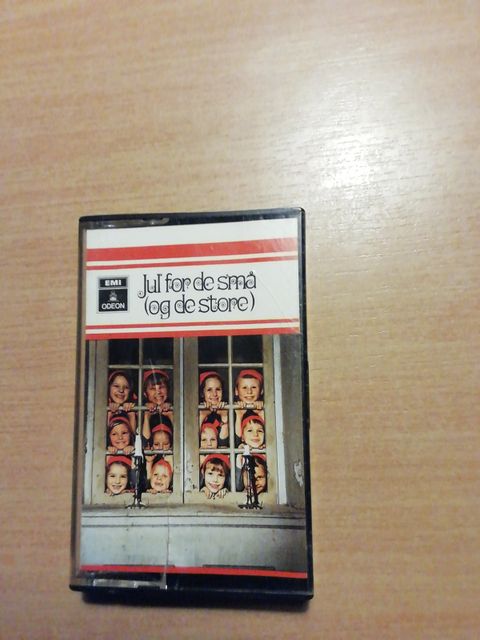 EMI
ODEON
Jul for de små
(og de store)